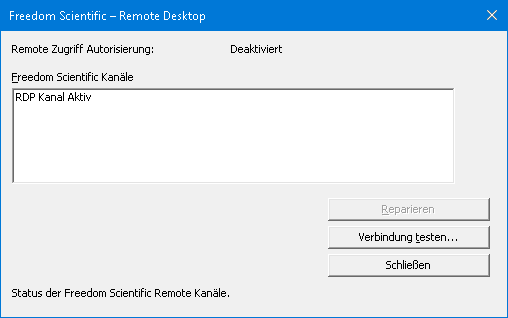 Freedom Scientific – Remote Desktop
Remote Zugriff Autorisierung: Deaktiviert
Freedom Scientific Kanäle
RDP Kanal Aktiv
Reparieren
Verbindung testen...
Schließen
Status der Freedom Scientific Remote Kanäle.